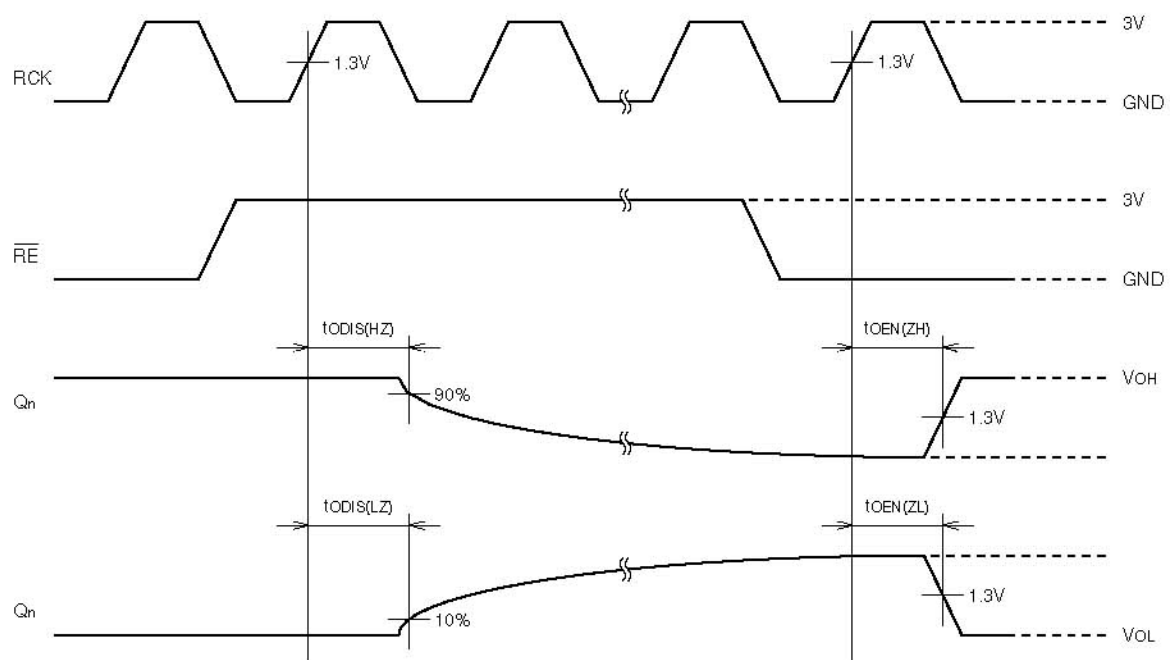 3V
RCK
1.3V
1.3V
GND
3V
R̅E̅
GND
tODIS(HZ)
tOEN(ZH)
VOH
Qn
90%
1.3V
tODIS(LZ)
tOEN(ZL)
Qn
10%
1.3V
VOL